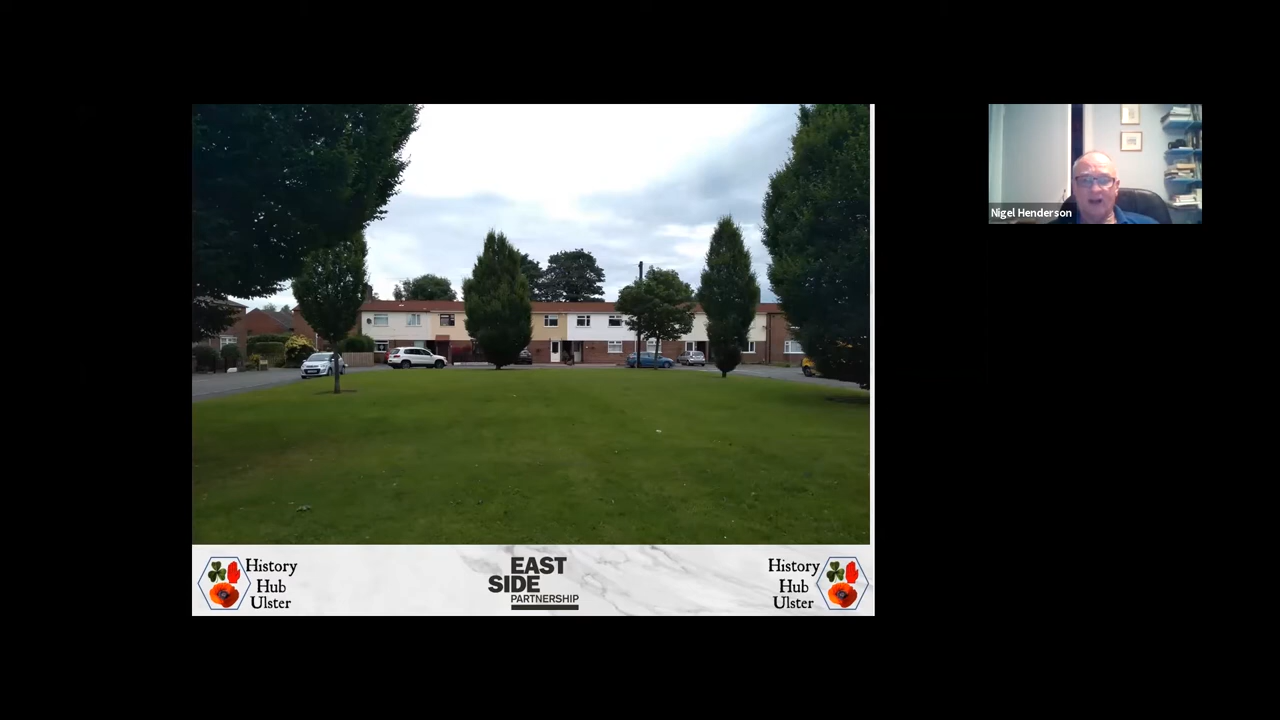 Nigel Henderson
History
Hub
Ulster
EAST
SIDE
PARTNERSHIP
History
Hub
Ulster